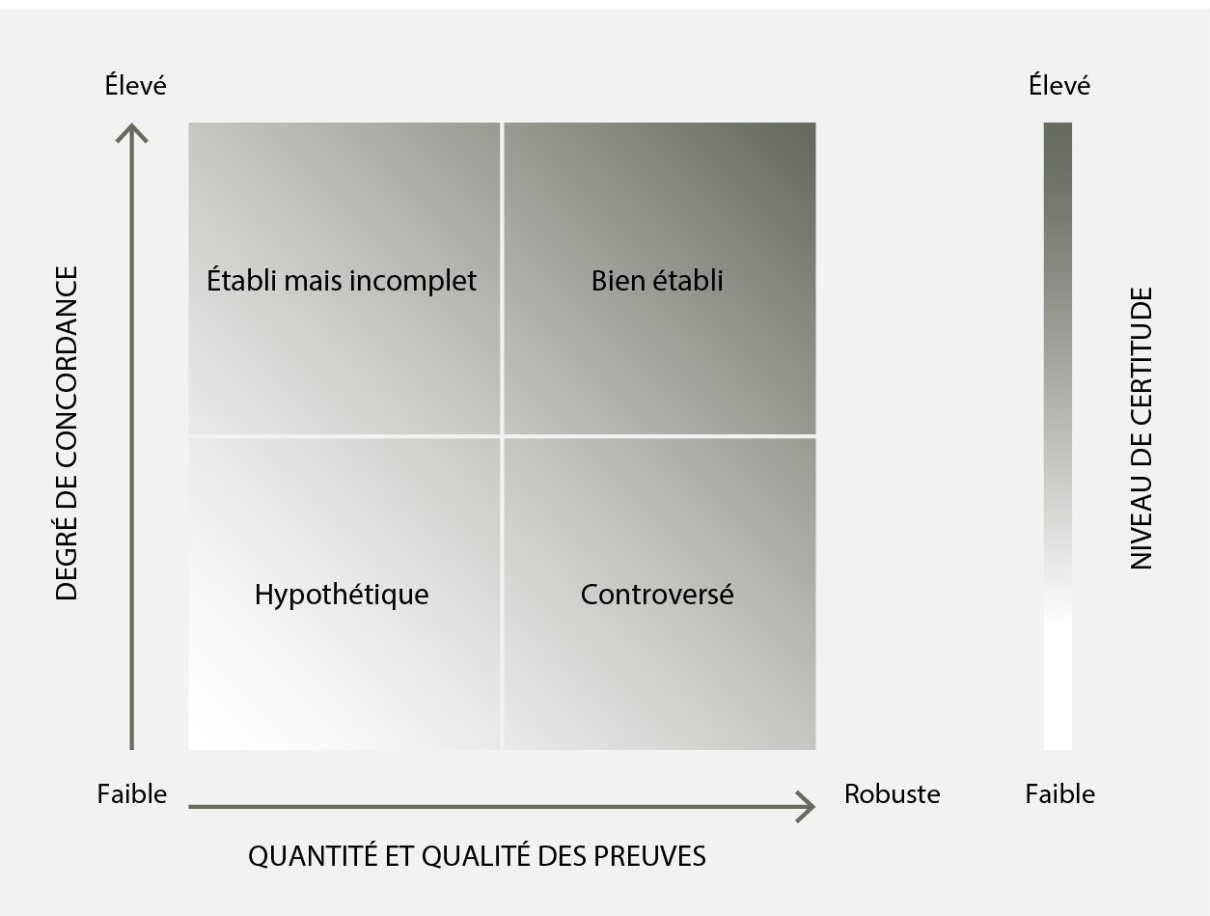 Élevé
Élevé
DEGRÉ DE CONCORDANCE
Établi mais incomplet
Bien établi
Hypothétique
Controversé
NIVEAU DE CERTITUDE
Faible
Robuste
Faible
QUANTITÉ ET QUALITÉ DES PREUVES